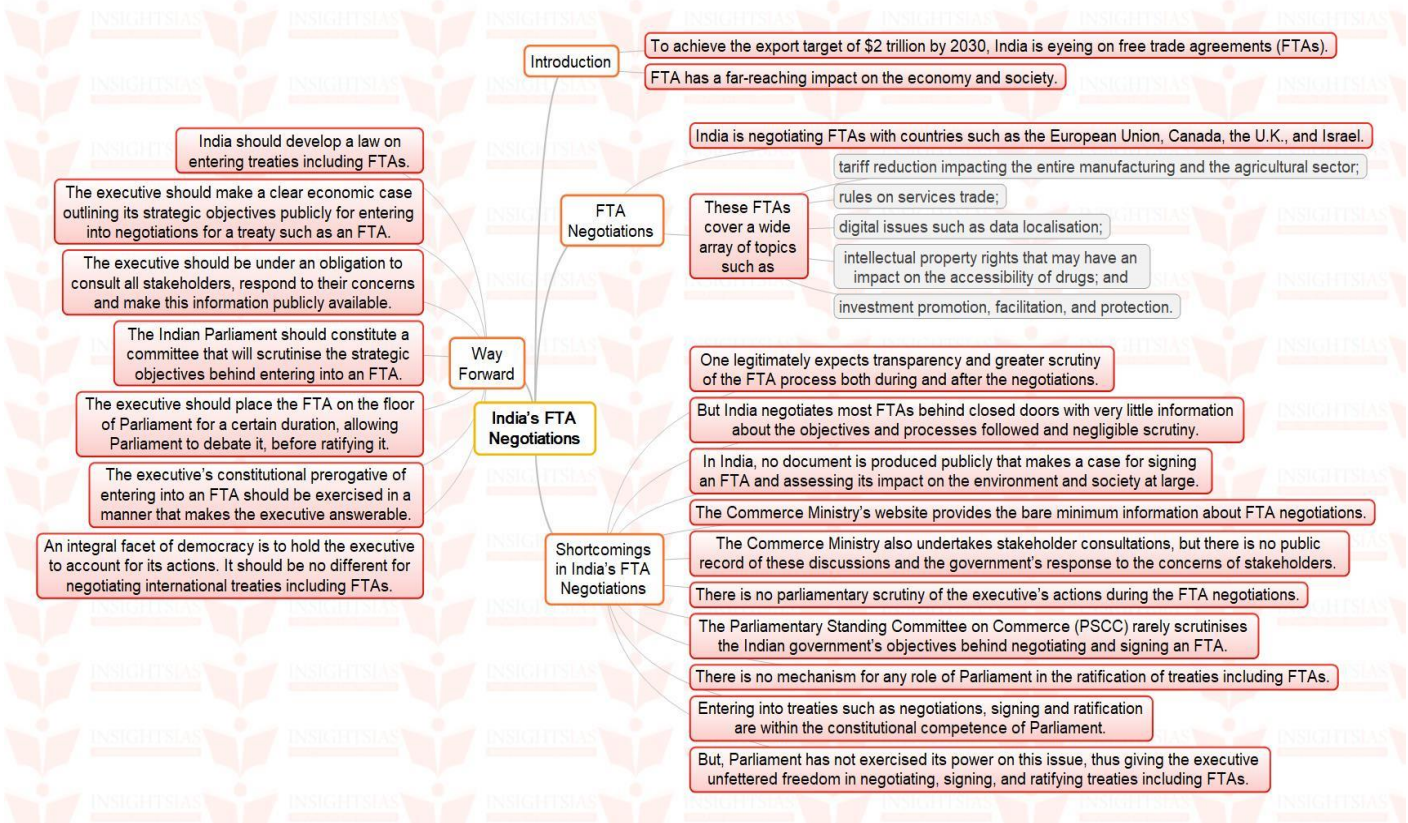 India's FTA
Negotiations
Introduction
To achieve the export target of $2 trillion by 2030, India is eyeing on free trade agreements (FTAs).
FTA has a far-reaching impact on the economy and society.
FTA
Negotiations
India is negotiating FTAs with countries such as the European Union, Canada, the U.K., and Israel.
These FTAs
cover a wide
array of topics
such as
tariff reduction impacting the entire manufacturing and the agricultural sector;
rules on services trade;
digital issues such as data localisation;
intellectual property rights that may have an
impact on the accessibility of drugs; and
investment promotion, facilitation, and protection.
Shortcomings
in India's FTA
Negotiations
One legitimately expects transparency and greater scrutiny
of the FTA process both during and after the negotiations.
But India negotiates most FTAs behind closed doors with very little information
about the objectives and processes followed and negligible scrutiny.
In India, no document is produced publicly that makes a case for signing
an FTA and assessing its impact on the environment and society at large.
The Commerce Ministry's website provides the bare minimum information about FTA negotiations.
The Commerce Ministry also undertakes stakeholder consultations, but there is no public
record of these discussions and the government's response to the concerns of stakeholders.
There is no parliamentary scrutiny of the executive's actions during the FTA negotiations.
The Parliamentary Standing Committee on Commerce (PSCC) rarely scrutinises
the Indian government's objectives behind negotiating and signing an FTA.
There is no mechanism for any role of Parliament in the ratification of treaties including FTAs.
Entering into treaties such as negotiations, signing and ratification
are within the constitutional competence of Parliament.
But, Parliament has not exercised its power on this issue, thus giving the executive
unfettered freedom in negotiating, signing, and ratifying treaties including FTAs.
Way
Forward
India should develop a law on
entering treaties including FTAs.
The executive should make a clear economic case
outlining its strategic objectives publicly for entering
into negotiations for a treaty such as an FTA.
The executive should be under an obligation to
consult all stakeholders, respond to their concerns
and make this information publicly available.
The Indian Parliament should constitute a
committee that will scrutinise the strategic
objectives behind entering into an FTA.
The executive should place the FTA on the floor
of Parliament for a certain duration, allowing
Parliament to debate it, before ratifying it.
The executive's constitutional prerogative of
entering into an FTA should be exercised in a
manner that makes the executive answerable.
An integral facet of democracy is to hold the executive
to account for its actions. It should be no different for
negotiating international treaties including FTAs.
INSIGHTSIAS